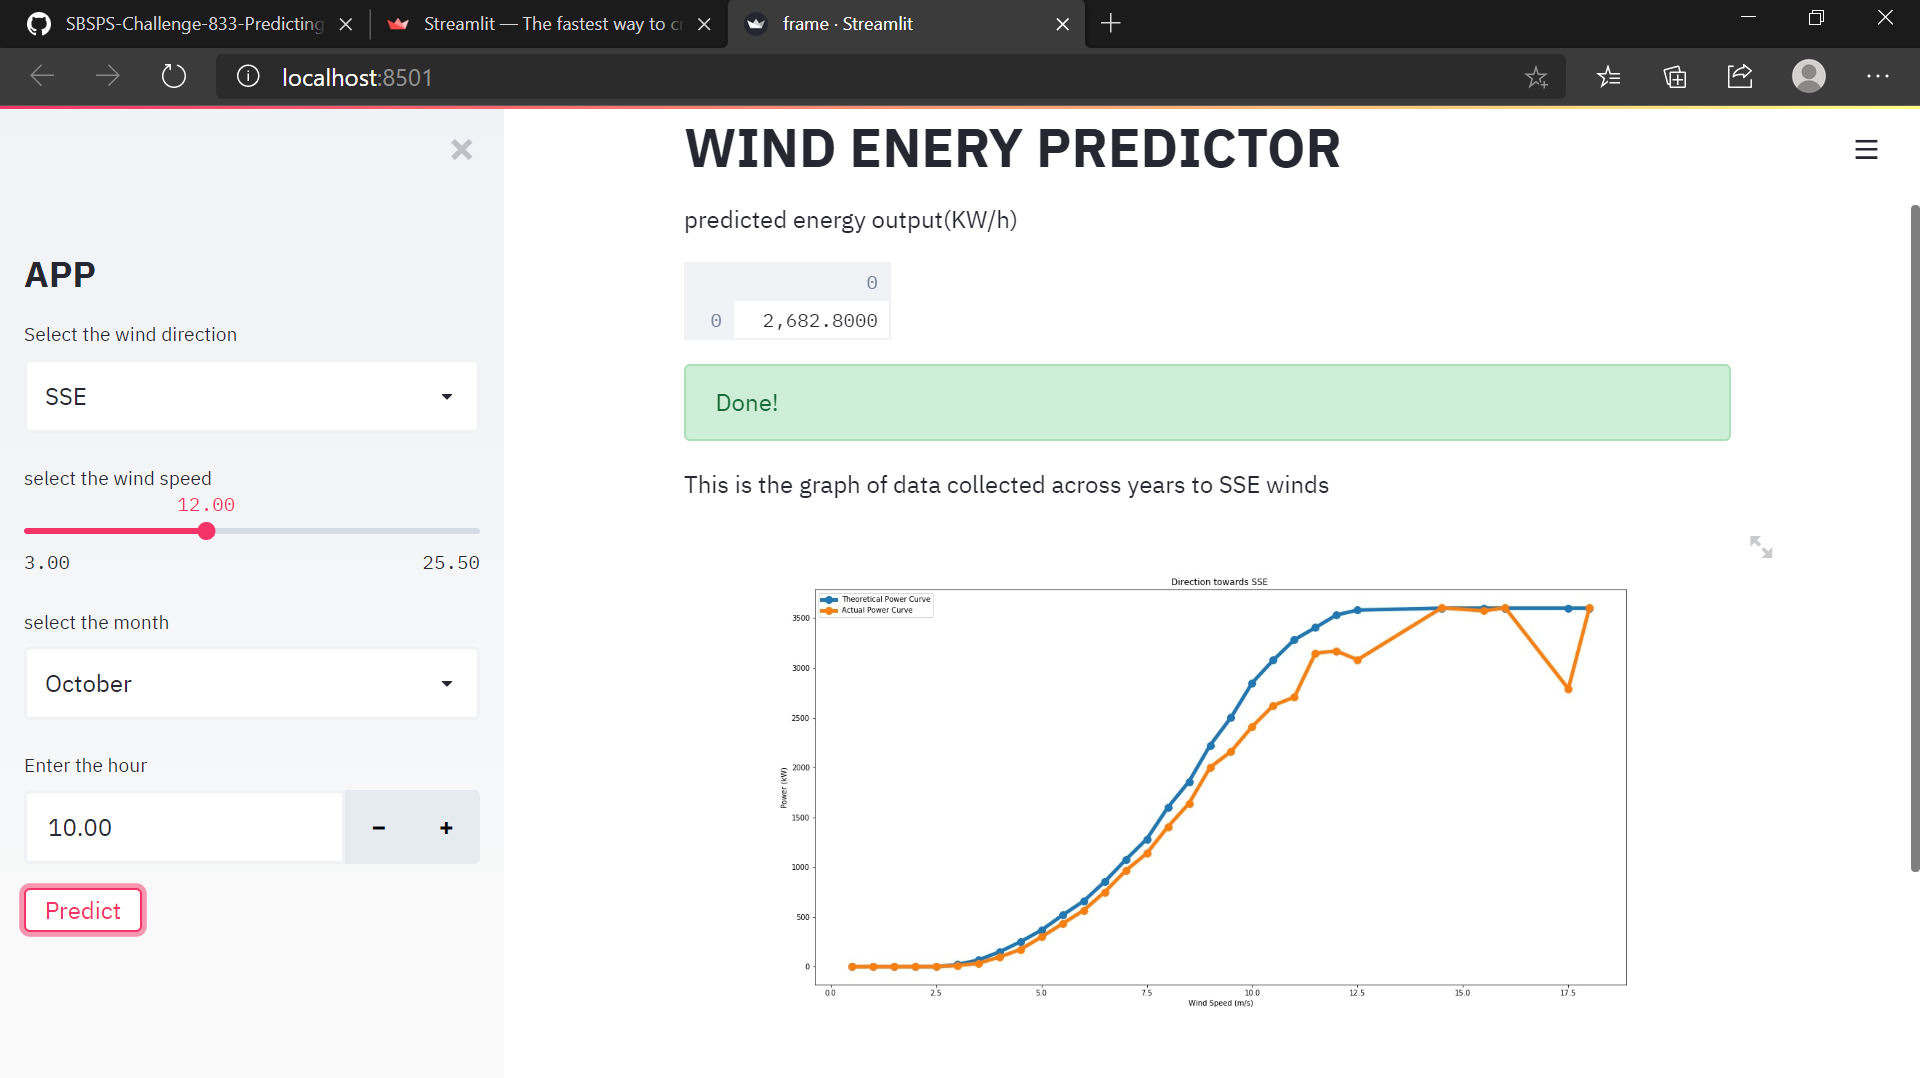 SBSPS-Challenge-833-Predicting
Streamlit — The fastest way to cr
frame · Streamlit
localhost:8501
APP
Select the wind direction
SSE
select the wind speed
12.00
3.00 25.50
select the month
October
Enter the hour
10.00 - +
Predict
WIND ENERY PREDICTOR
predicted energy output(KW/h)
0
0 2,682.8000
Done!
This is the graph of data collected across years to SSE winds
Direction towards SSE
Theoretical Power Curve
Actual Power Curve
3500
3000
2500
2000
1500
1000
500
0
Power (kW)
0.0 2.5 5.0 7.5 10.0 12.5 15.0 17.5
Wind Speed (m/s)